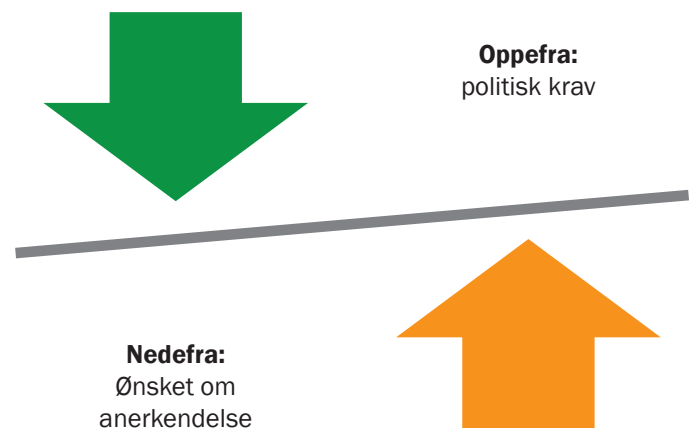 Oppefra:
politisk krav
Nedefra:
Ønsket om
anerkendelse